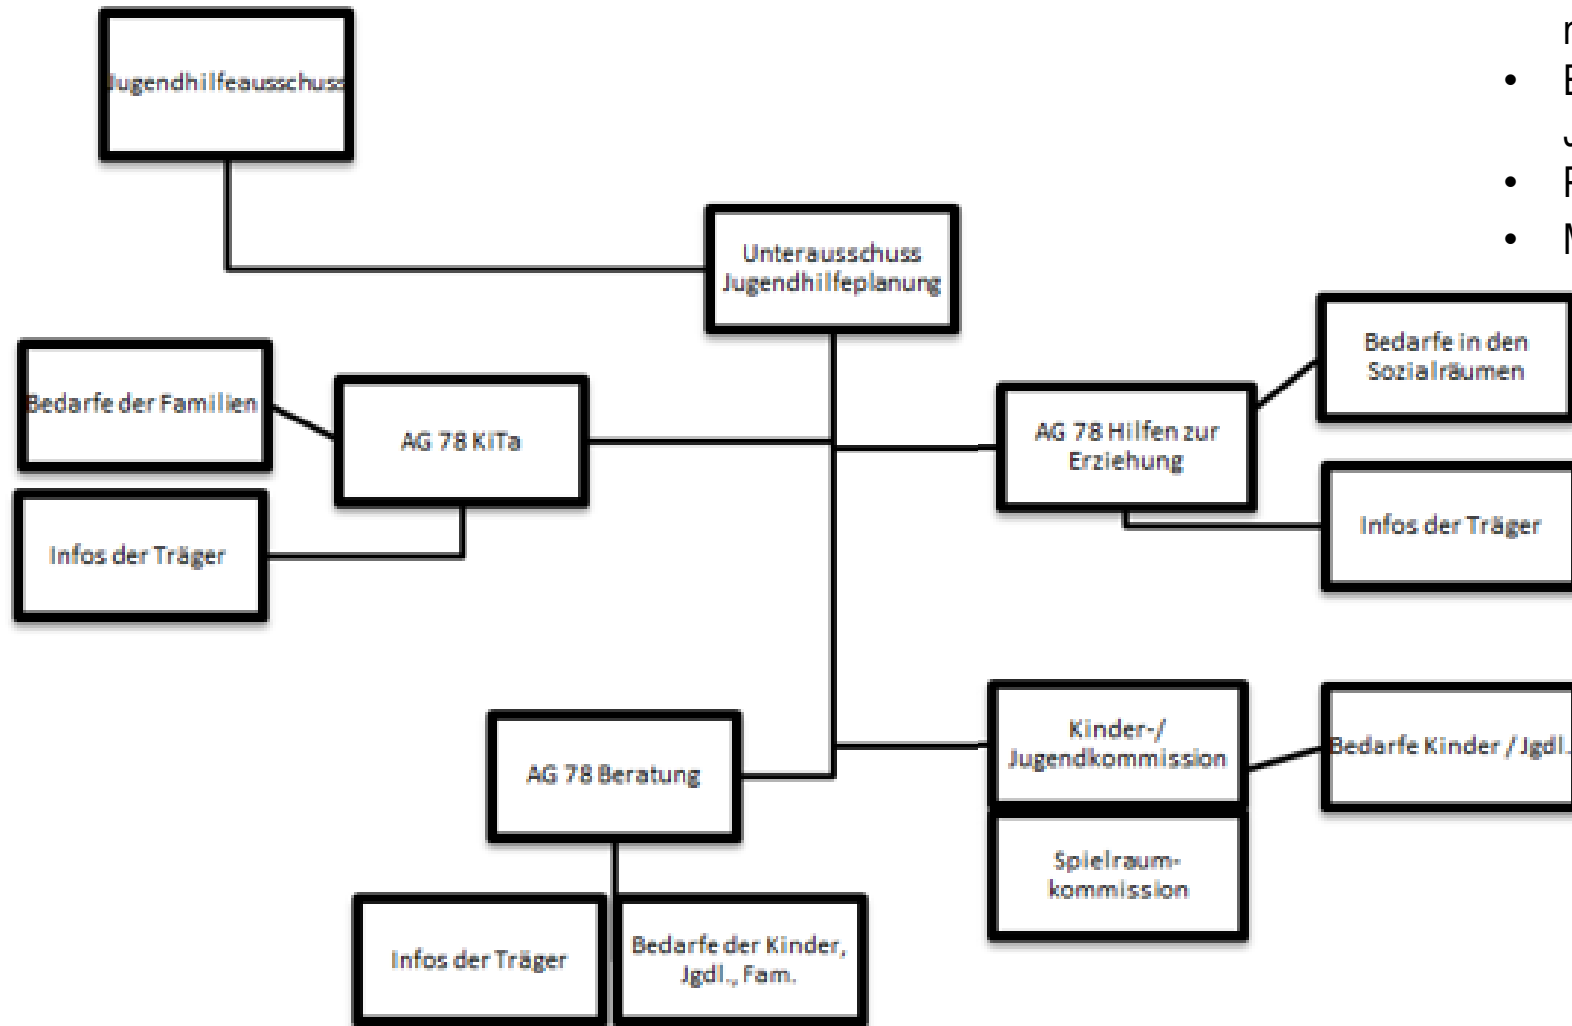 Jugendhilfeausschuss
Unterausschuss
Jugendhilfeplanung
Bedarfe der Familien
AG 78 KiTa
Infos der Träger
Bedarfe in den
Sozialräumen
AG 78 Hilfen zur
Erziehung
Infos der Träger
Kinder-/
Jugendkommission
Bedarfe Kinder / Jgdl.
AG 78 Beratung
Spielraum-
kommission
Infos der Träger
Bedarfe der Kinder,
Jgdl., Fam.